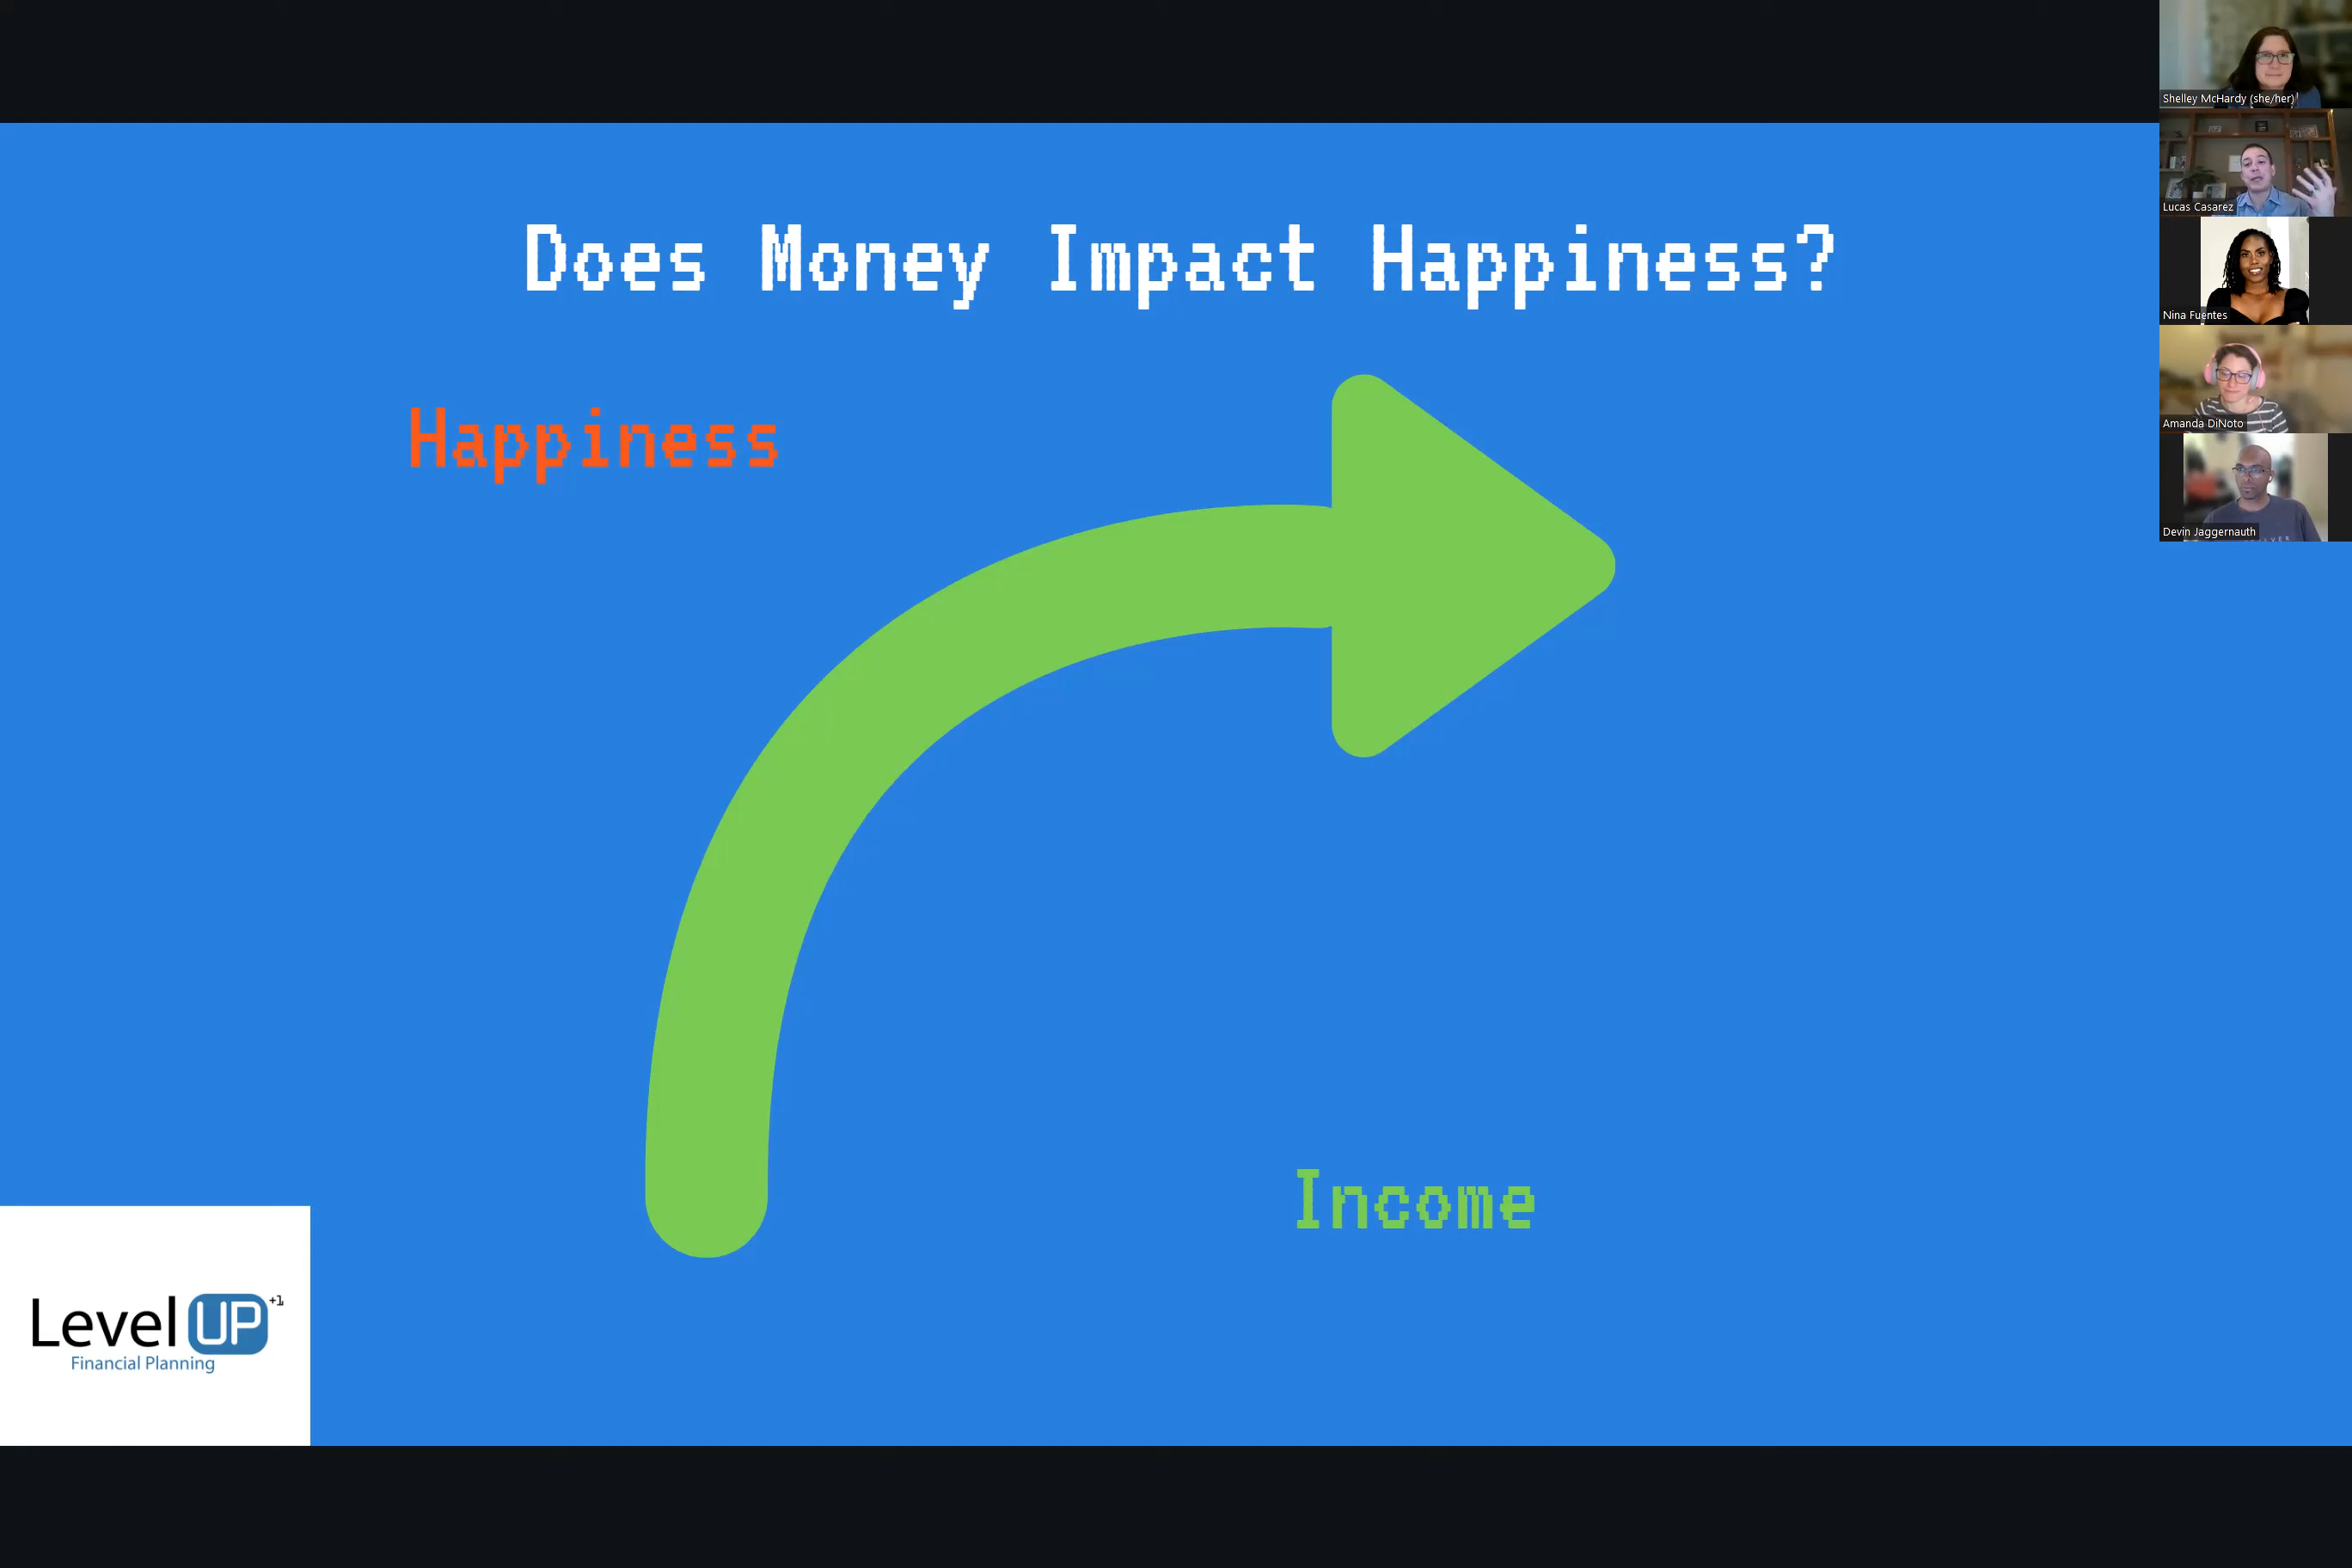 Does Money Impact Happiness?
Happiness
Income
Level UP +1
Financial Planning
Shelley McHardy (she/her)
Lucas Casarez
Nina Fuentes
Amanda DiNoto
Devin Jaggernauth